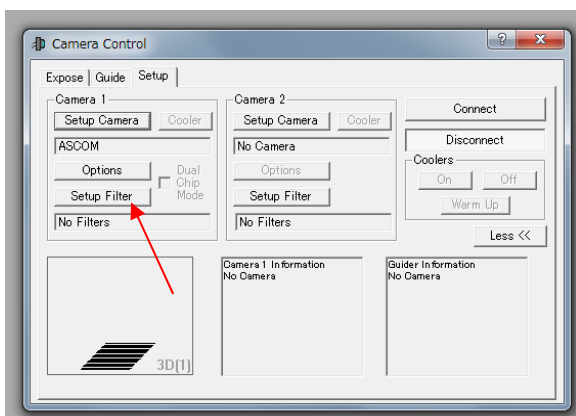 Camera Control
Expose Guide Setup
Camera 1
Setup Camera Cooler
ASCOM
Options Dual Chip Mode
Setup Filter
No Filters
Camera 2
Setup Camera Cooler
No Camera
Options
Setup Filter
No Filters
Connect
Disconnect
Coolers
On Off
Warm Up
Less <<
3D(1)
Camera 1 Information
No Camera
Guider Information
No Camera